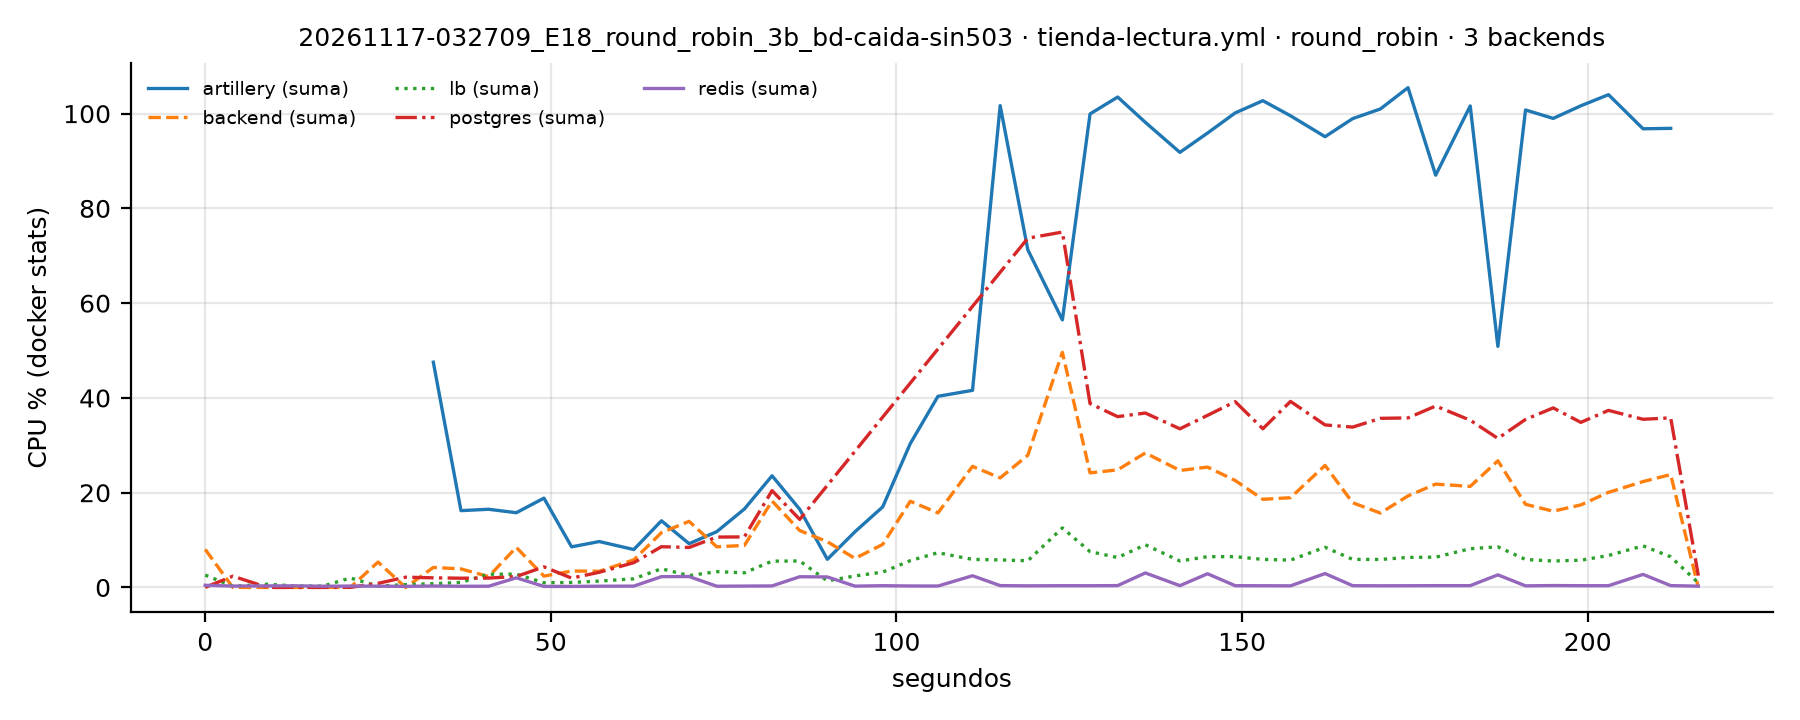 20261117-032709_E18_round_robin_3b_bd-caida-sin503 · tienda-lectura.yml · round_robin · 3 backends
artillery (suma)
backend (suma)
lb (suma)
postgres (suma)
redis (suma)
CPU % (docker stats)
100
80
60
40
20
0
0
50
100
150
200
segundos